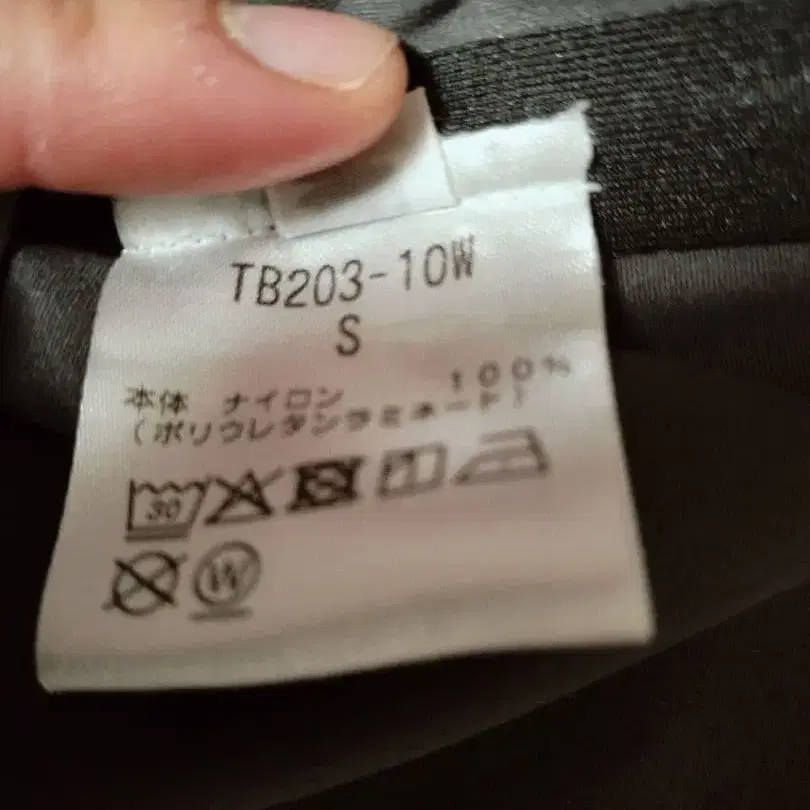 TB203-10W
S
本体 ナイロン 100%
(ポリウレタンラミネート)
30
W